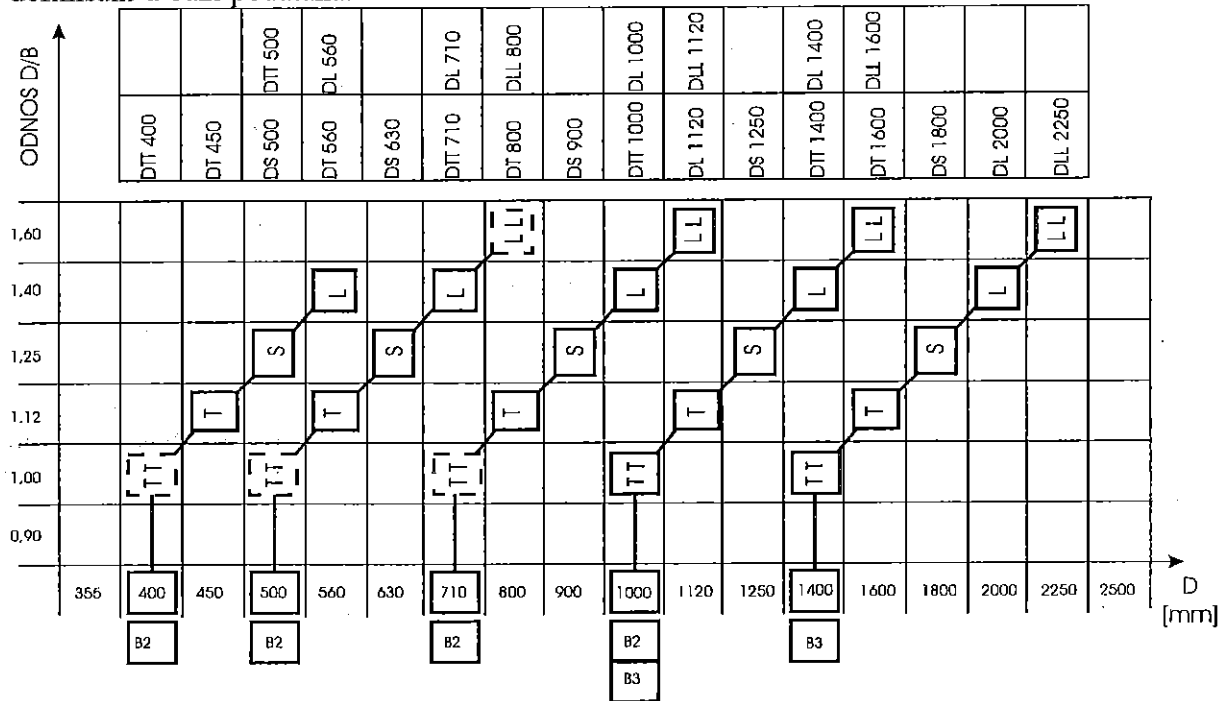 ODNOS D/B
DTT 500
DL 560
DL 710
DLL 800
DL 1000
DLL 1120
DL 1400
DLL 1600
DTT 400
DT 450
DS 500
DT 560
DS 630
DTT 710
DT 800
DS 900
DTT 1000
DL 1120
DS 1250
DTT 1400
DT 1600
DS 1800
DL 2000
DLL 2250
1,60 LL LL LL LL
1,40 L L L L L
1,25 S S S S S
1.12 T T T T T
1,00 TT TT TT TT TT
0,90
355 400 450 500 560 630 710 800 900 1000 1120 1250 1400 1600 1800 2000 2250 2500 D
[mm]
B2 B2 B2 B2 B3
B3